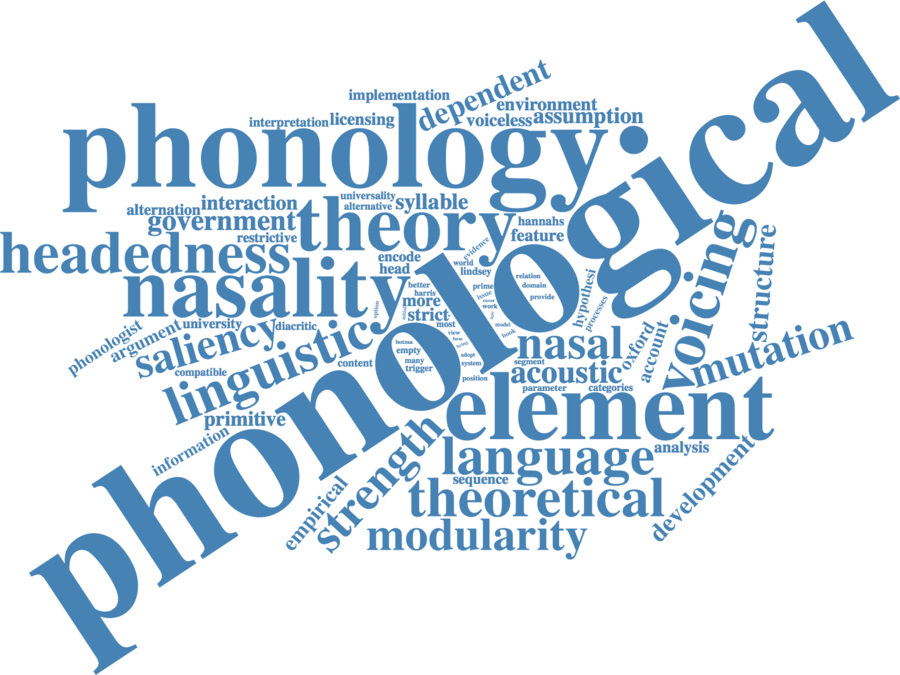 phonological
implementation
dependent
environment
interpretation
licensing
voiceless
assumption
phonology
universality
alternative
syllable
alternation
interaction
government
restrictive
theory
hannahs
feature
evidence
headedness
encode
head
world
lindsey
nasality
better
harris
more
strict
most
prime
issue
work
relation
domain
provide
hypothesi
processes
voicing
structure
phonologist
argument
university
saliency
diacritic
compatible
linguistic
content
hotma
empty
many
trigger
view
form
bring
adopt
system
position
model
book
nasal
segment
acoustic
parameter
categories
oxford
account
mutation
primitive
information
element
strength
empirical
language
analysis
sequence
theoretical
development
modularity